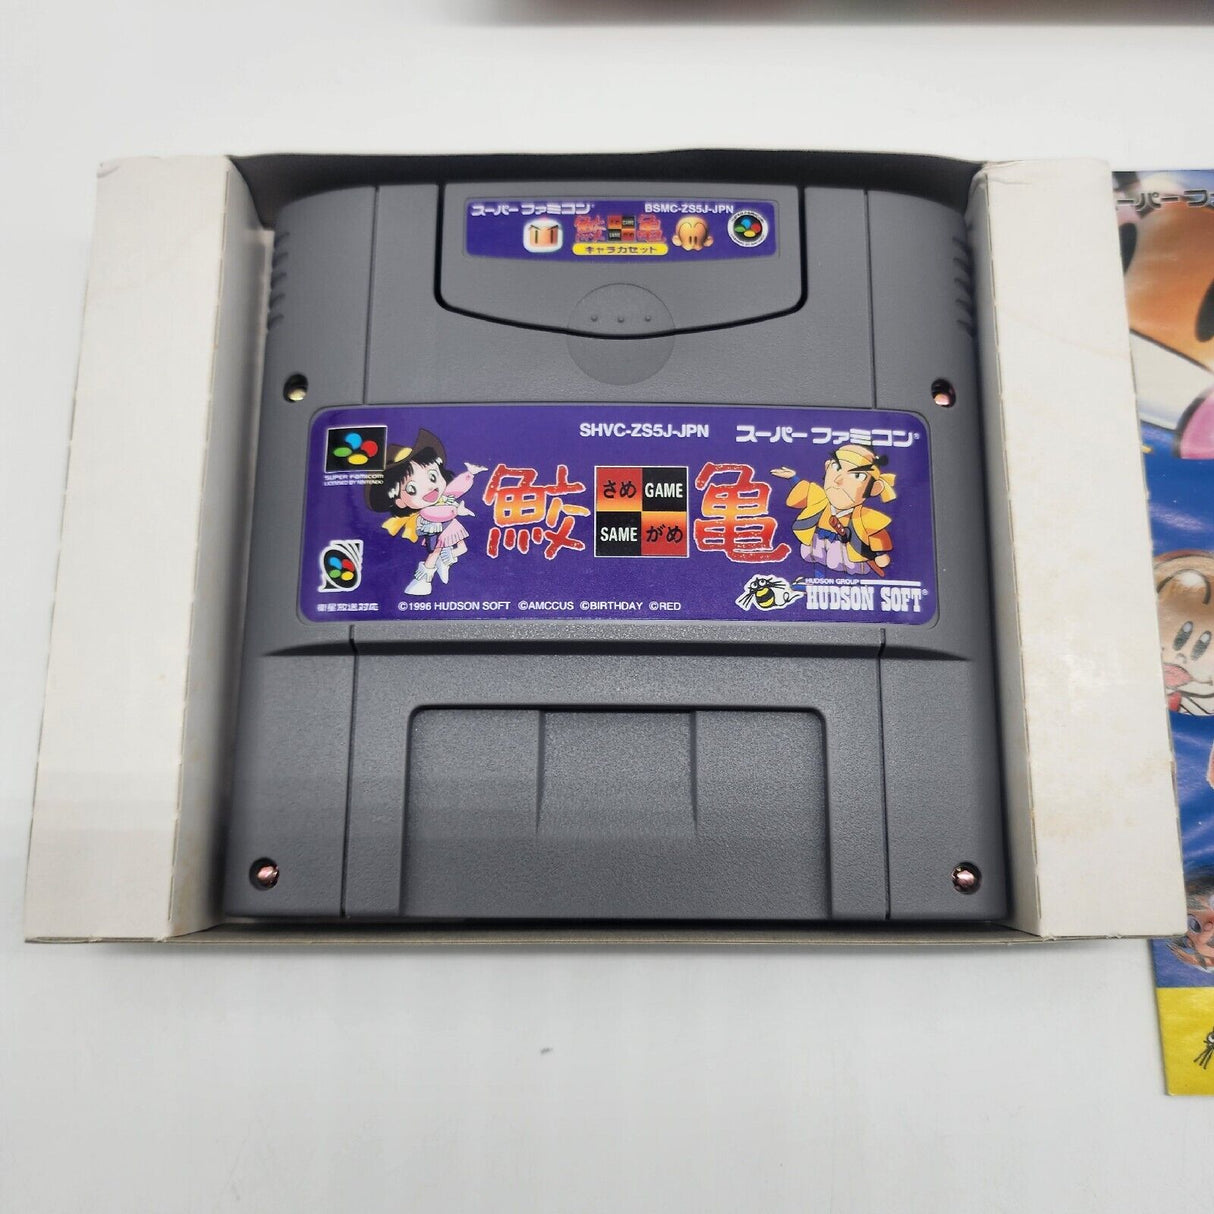 スーパーファミコン® BSMC-ZS5J-JPN
鮫 亀
キャラカセット
ーパーファミ
SHVC-ZS5J-JPN スーパーファミコン®
SUPER FAMICOM
LICENSED BY NINTENDO
鮫 さめ GAME 亀
SAME がめ
HUDSON GROUP
HUDSON SOFT®
衛星放送対応 ©1996 HUDSON SOFT ©AMCCUS ©BIRTHDAY ©RED